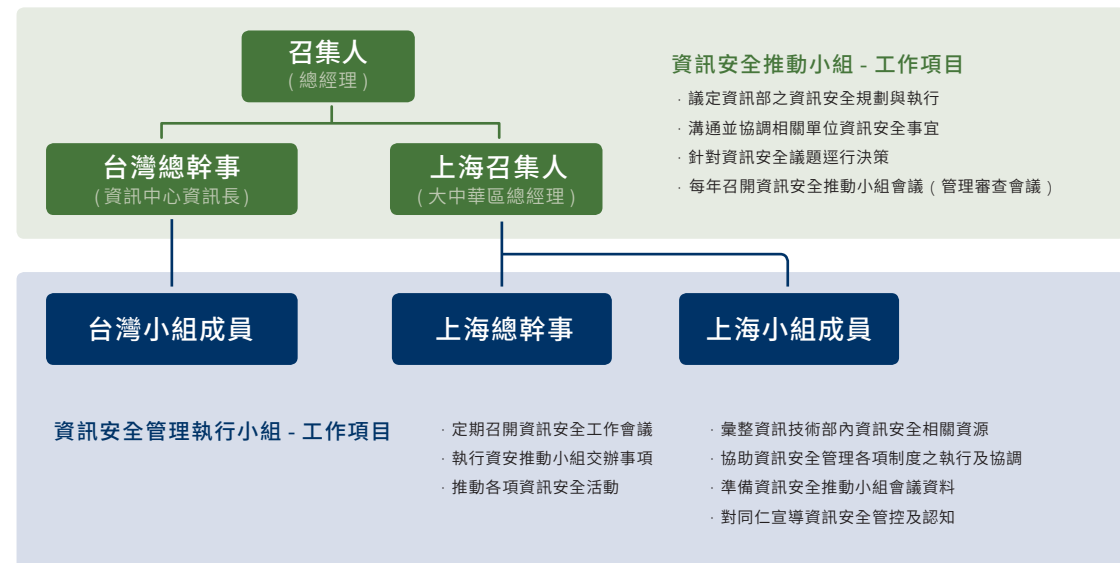 召集人
(總經理)
資訊安全推動小組 - 工作項目
· 議定資訊部之資訊安全規劃與執行
· 溝通並協調相關單位資訊安全事宜
· 針對資訊安全議題逕行決策
· 每年召開資訊安全推動小組會議(管理審查會議)
台灣總幹事
(資訊中心資訊長)
上海召集人
(大中華區總經理)
台灣小組成員
上海總幹事
上海小組成員
資訊安全管理執行小組 - 工作項目
· 定期召開資訊安全工作會議
· 執行資安推動小組交辦事項
· 推動各項資訊安全活動
· 彙整資訊技術部內資訊安全相關資源
· 協助資訊安全管理各項制度之執行及協調
· 準備資訊安全推動小組會議資料
· 對同仁宣導資訊安全管控及認知